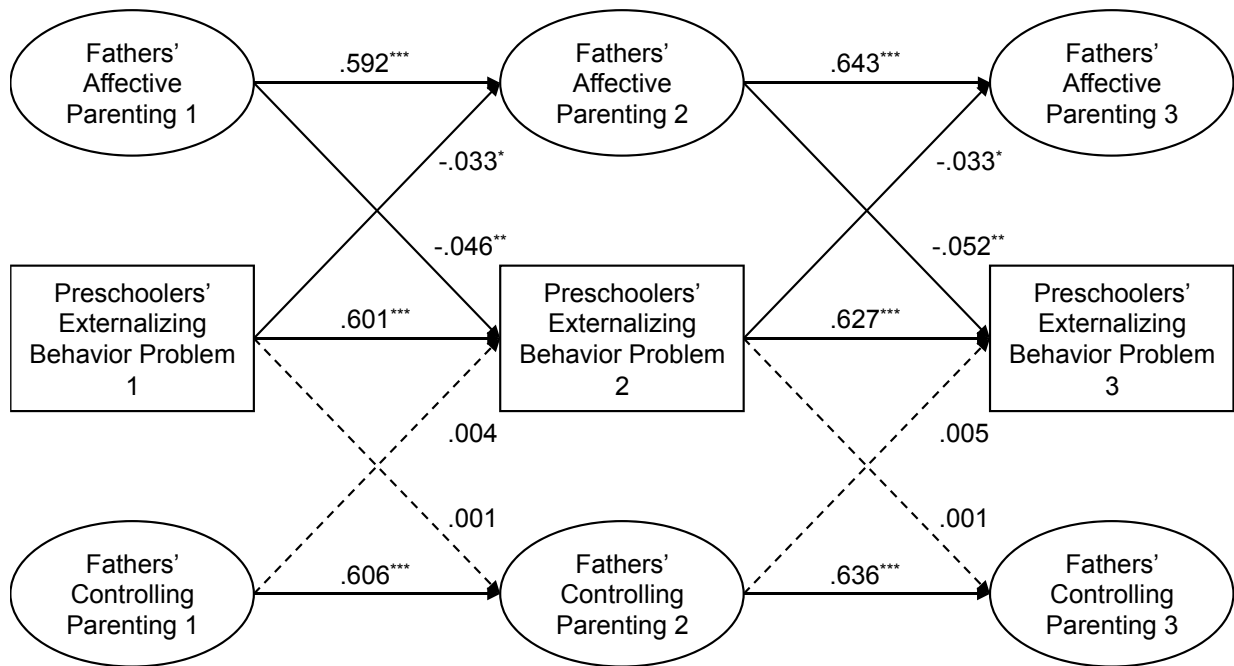 Fathers’
Affective
Parenting 1
.592***
Fathers’
Affective
Parenting 2
.643***
Fathers’
Affective
Parenting 3
-.033*
-.033*
-.046**
-.052**
Preschoolers’
Externalizing
Behavior Problem
1
.601***
Preschoolers’
Externalizing
Behavior Problem
2
.627***
Preschoolers’
Externalizing
Behavior Problem
3
.004
.005
.001
.001
Fathers’
Controlling
Parenting 1
.606***
Fathers’
Controlling
Parenting 2
.636***
Fathers’
Controlling
Parenting 3